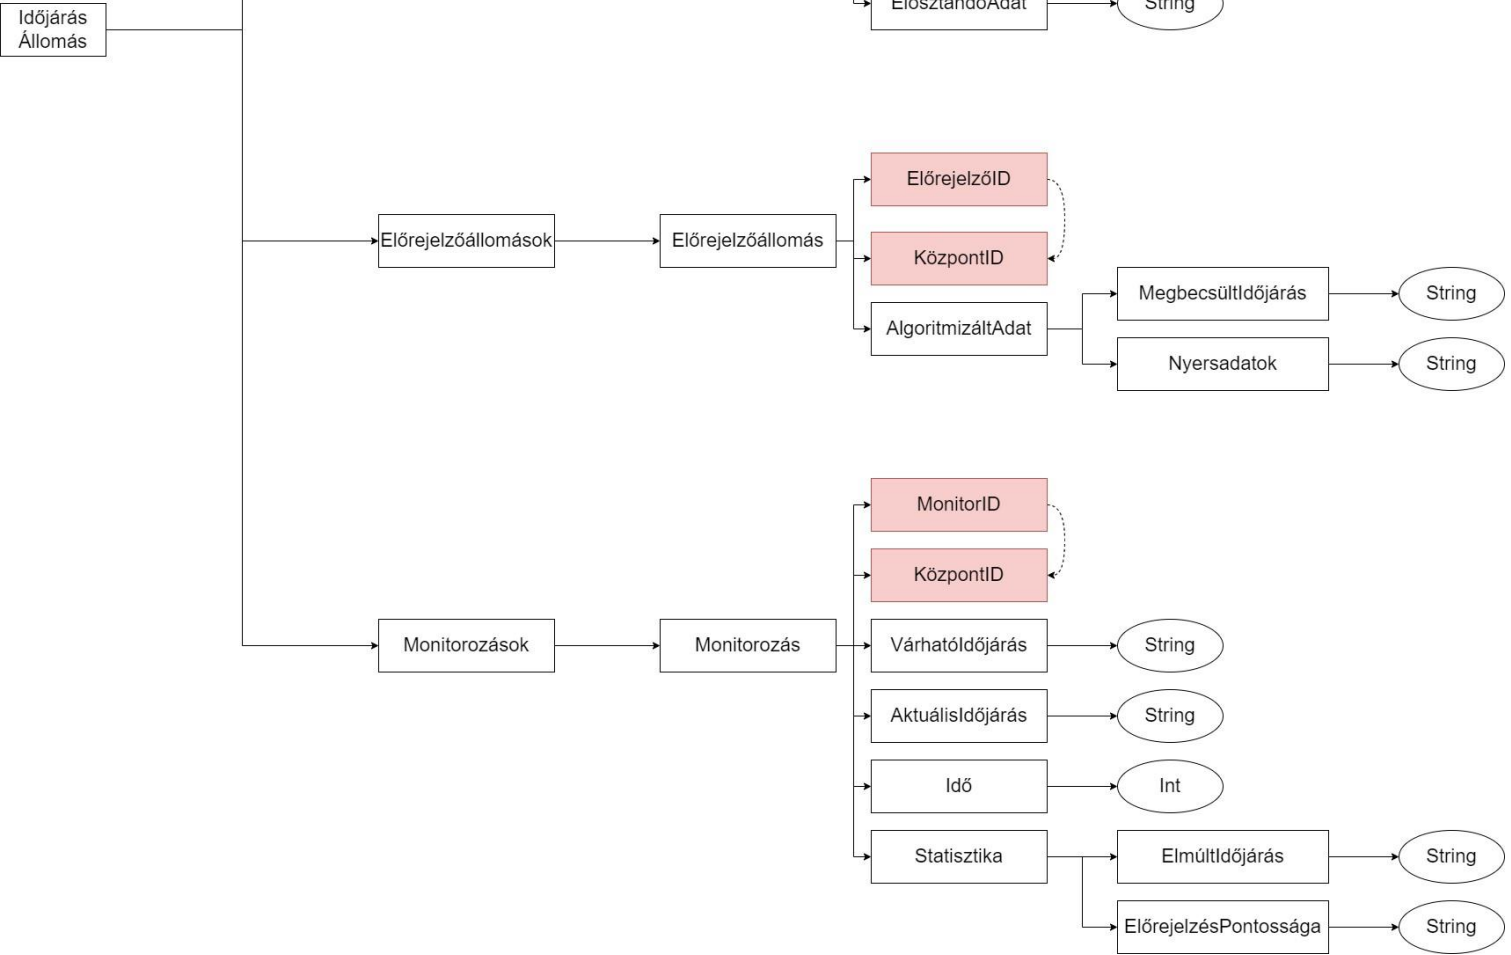 Időjárás
Állomás
ElosztandóAdat
String
ElőrejelzőID
Előrejelzőállomások
Előrejelzőállomás
KözpontID
AlgoritmizáltAdat
MegbecsültIdőjárás
String
Nyersadatok
String
MonitorID
KözpontID
Monitorozások
Monitorozás
VárhatóIdőjárás
String
AktuálisIdőjárás
String
Idő
Int
Statisztika
ElmúltIdőjárás
String
ElőrejelzésPontossága
String